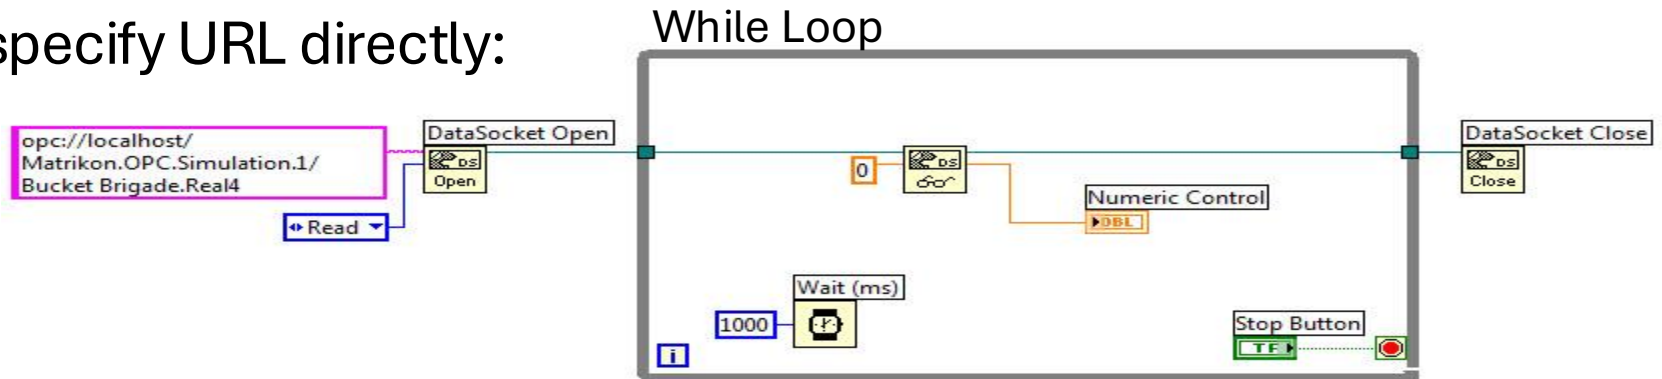 specify URL directly:
While Loop
opc://localhost/
Matrikon.OPC.Simulation.1/
Bucket Brigade.Real4
Read
DataSocket Open
DS
Open
0
DS
Numeric Control
DBL
DataSocket Close
DS
Close
Wait (ms)
1000
i
Stop Button
TF